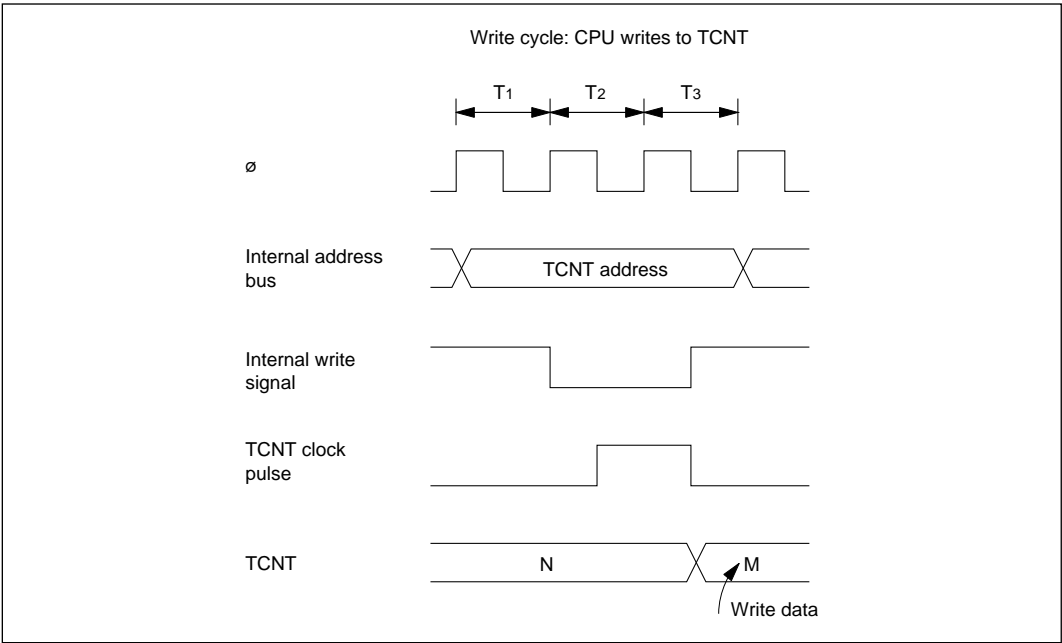 Write cycle: CPU writes to TCNT
T1 T2 T3
ø
Internal address
bus
TCNT address
Internal write
signal
TCNT clock
pulse
TCNT
N
M
Write data